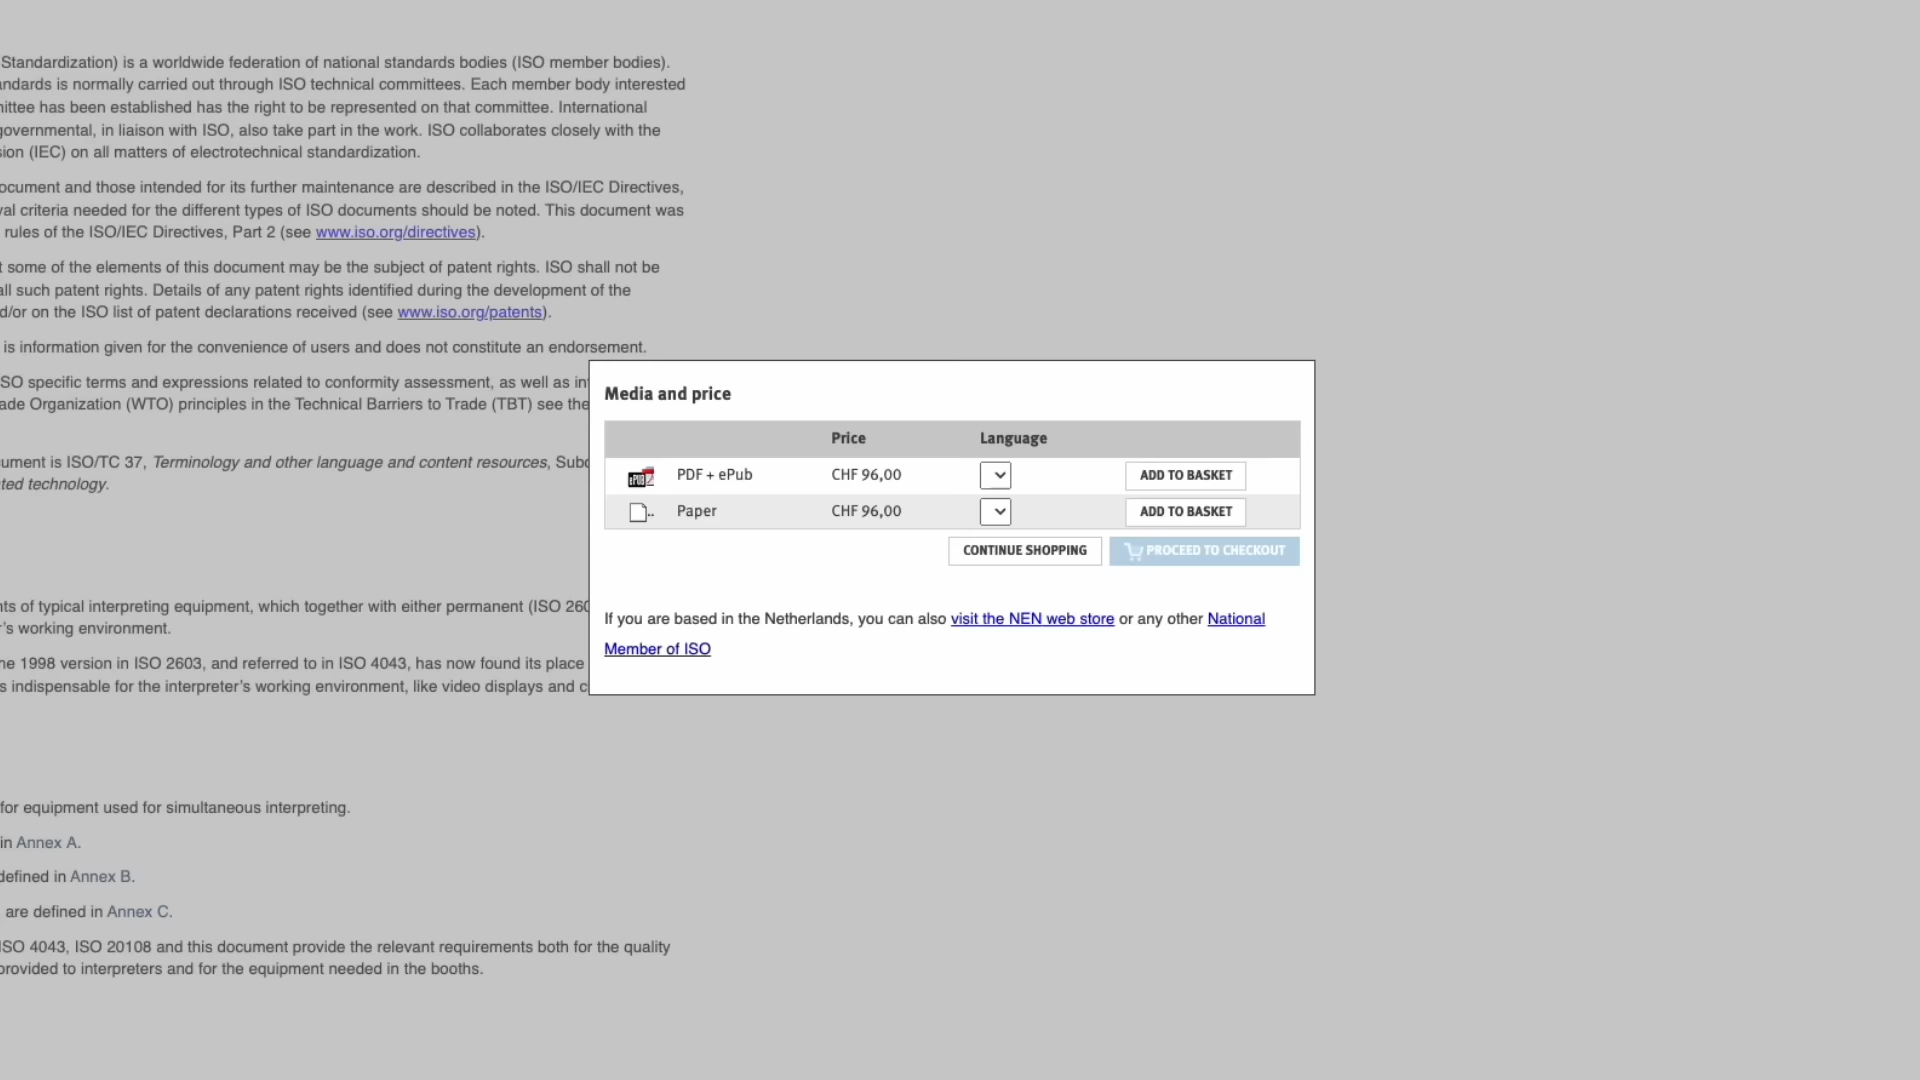 Standardization) is a worldwide federation of national standards bodies (ISO member bodies).
andards is normally carried out through ISO technical committees. Each member body interested
mittee has been established has the right to be represented on that committee. International
governmental, in liaison with ISO, also take part in the work. ISO collaborates closely with the
sion (IEC) on all matters of electrotechnical standardization.
ocument and those intended for its further maintenance are described in the ISO/IEC Directives,
val criteria needed for the different types of ISO documents should be noted. This document was
rules of the ISO/IEC Directives, Part 2 (see www.iso.org/directives).
t some of the elements of this document may be the subject of patent rights. ISO shall not be
all such patent rights. Details of any patent rights identified during the development of the
d/or on the ISO list of patent declarations received (see www.iso.org/patents).
is information given for the convenience of users and does not constitute an endorsement.
SO specific terms and expressions related to conformity assessment, as well as in
ade Organization (WTO) principles in the Technical Barriers to Trade (TBT) see the
ument is ISO/TC 37, Terminology and other language and content resources, Subc
ted technology.
nts of typical interpreting equipment, which together with either permanent (ISO 260
r's working environment.
he 1998 version in ISO 2603, and referred to in ISO 4043, has now found its place
s indispensable for the interpreter's working environment, like video displays and c
for equipment used for simultaneous interpreting.
in Annex A.
defined in Annex B.
are defined in Annex C.
ISO 4043, ISO 20108 and this document provide the relevant requirements both for the quality
provided to interpreters and for the equipment needed in the booths.
Media and price
Price Language
ePUB PDF + ePub CHF 96,00 ADD TO BASKET
Paper CHF 96,00 ADD TO BASKET
CONTINUE SHOPPING PROCEED TO CHECKOUT
If you are based in the Netherlands, you can also visit the NEN web store or any other National
Member of ISO